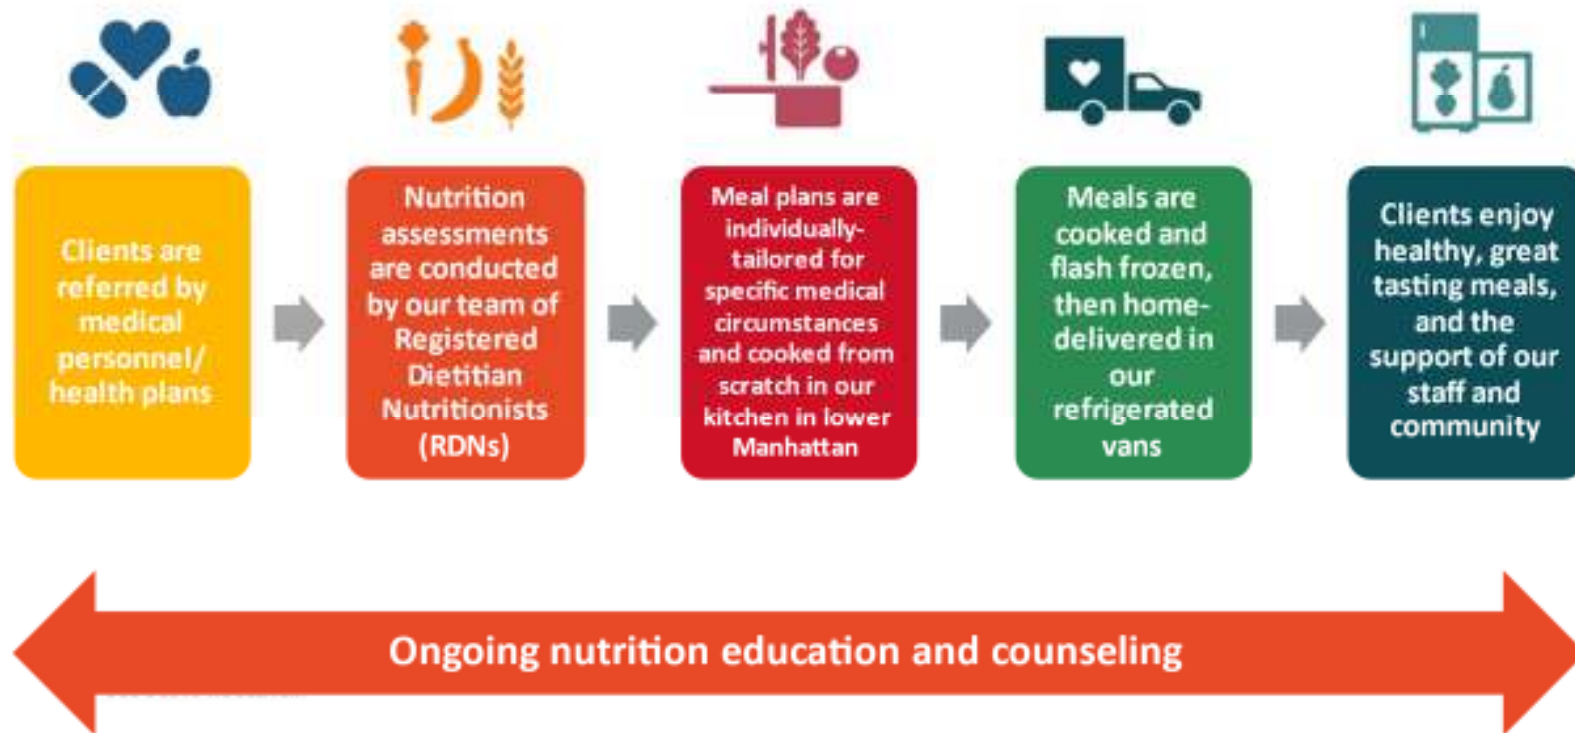 Clients are
referred by
medical
personnel/
health plans
Nutrition
assessments
are conducted
by our team of
Registered
Dietitian
Nutritionists
(RDNs)
Meal plans are
individually-
tailored for
specific medical
circumstances
and cooked from
scratch in our
kitchen in lower
Manhattan
Meals are
cooked and
flash frozen,
then home-
delivered in
our
refrigerated
vans
Clients enjoy
healthy, great
tasting meals,
and the
support of our
staff and
community
Ongoing nutrition education and counseling